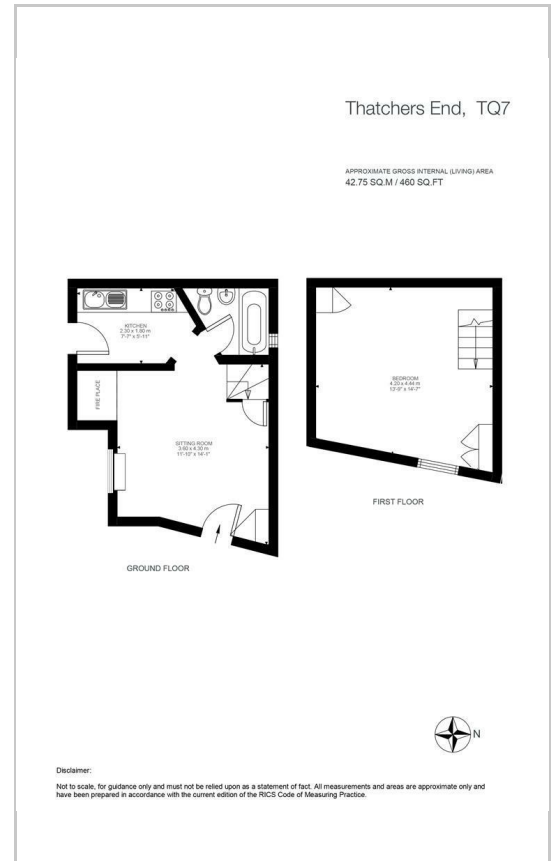 Thatchers End, TQ7
APPROXIMATE GROSS INTERNAL (LIVING) AREA
42.75 SQ.M / 460 SQ.FT
KITCHEN
2.30 x 1.80 m
7'-7" x 5'-11"
FIRE PLACE
SITTING ROOM
3.60 x 4.30 m
11'-10" x 14'-1"
GROUND FLOOR
BEDROOM
4.20 x 4.44 m
13'-9" x 14'-7"
FIRST FLOOR
N
Disclaimer:
Not to scale, for guidance only and must not be relied upon as a statement of fact. All measurements and areas are approximate only and
have been prepared in accordance with the current edition of the RICS Code of Measuring Practice.